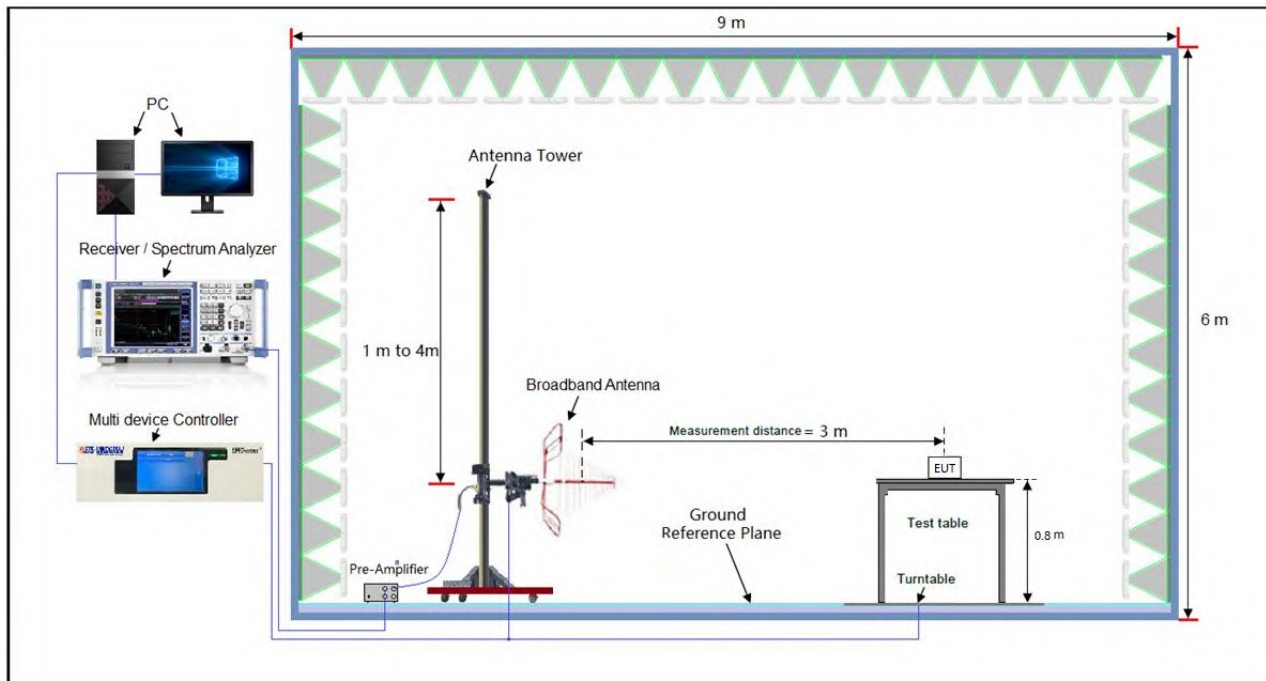 9 m
PC
Antenna Tower
Receiver / Spectrum Analyzer
6 m
1 m to 4m
Broadband Antenna
Measurement distance = 3 m
Multi device Controller
EUT
Ground
Reference Plane
Test table
0.8 m
Pre-Amplifier
Turntable